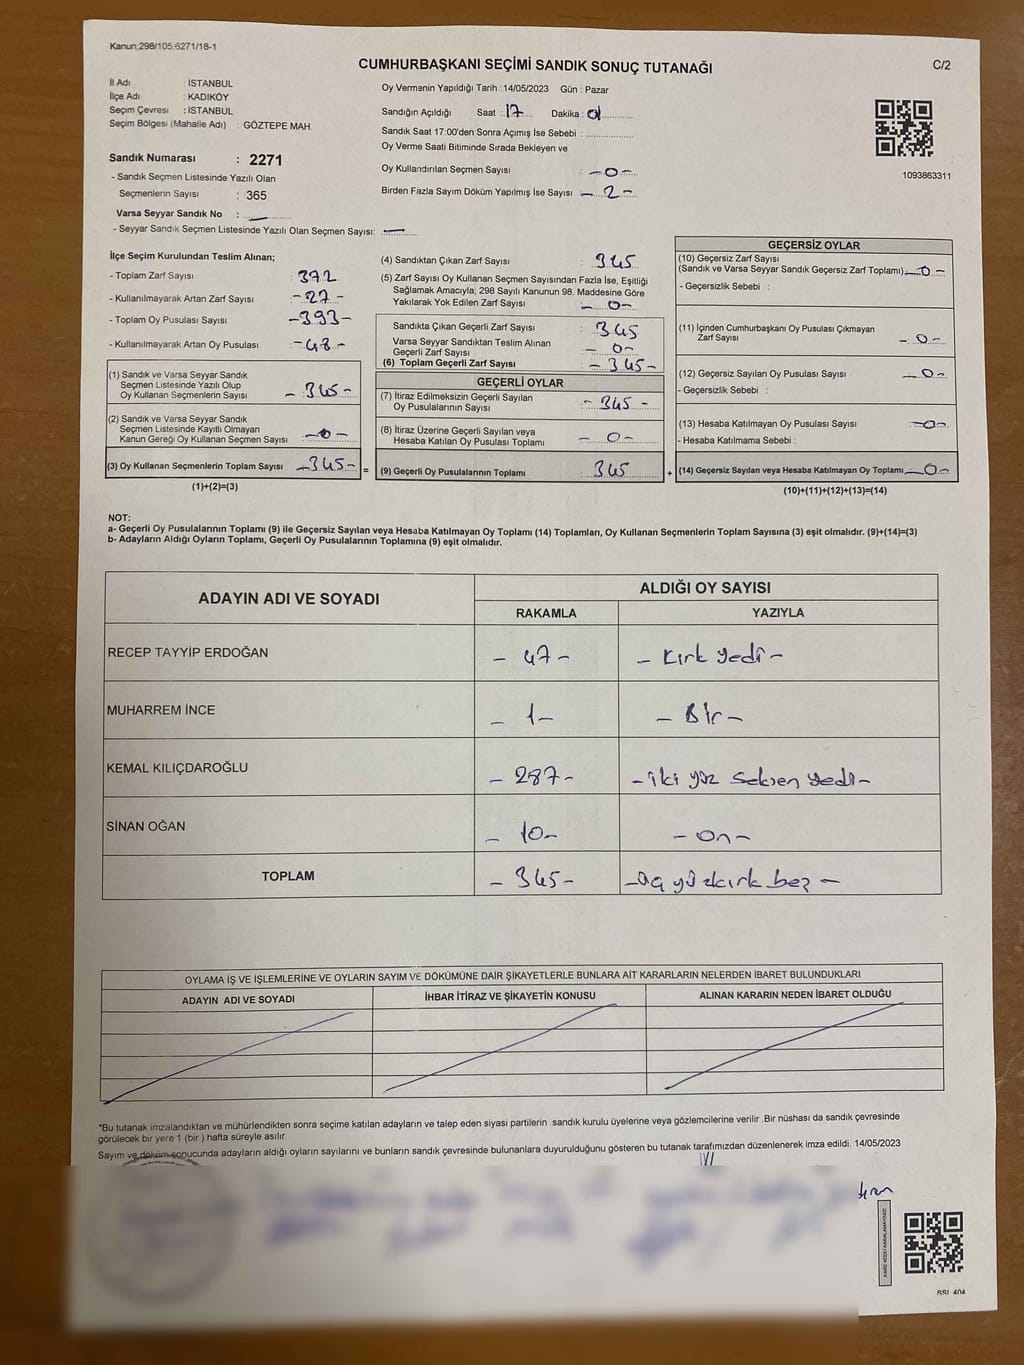 Kanun;298/105;6271/18-1
CUMHURBAŞKANI SEÇİMİ SANDIK SONUÇ TUTANAĞI
C/2
İl Adı : İSTANBUL
İlçe Adı : KADIKÖY
Seçim Çevresi : İSTANBUL
Seçim Bölgesi (Mahalle Adı) : GÖZTEPE MAH.
Sandık Numarası : 2271
- Sandık Seçmen Listesinde Yazılı Olan
Seçmenlerin Sayısı : 365
Varsa Seyyar Sandık No : —
- Seyyar Sandık Seçmen Listesinde Yazılı Olan Seçmen Sayısı: —
Oy Vermenin Yapıldığı Tarih : 14/05/2023 Gün : Pazar
Sandığın Açıldığı Saat : 17 Dakika : 01
Sandık Saat 17:00'den Sonra Açımış İse Sebebi :
Oy Verme Saati Bitiminde Sırada Bekleyen ve
Oy Kullandırılan Seçmen Sayısı : -0-
Birden Fazla Sayım Döküm Yapılmış İse Sayısı - 2 -
1093863311
İlçe Seçim Kurulundan Teslim Alınan;
- Toplam Zarf Sayısı : 372
- Kullanılmayarak Artan Zarf Sayısı : -27-
- Toplam Oy Pusulası Sayısı : -393-
- Kullanılmayarak Artan Oy Pusulası : -48-
(1) Sandık ve Varsa Seyyar Sandık
Seçmen Listesinde Yazılı Olup
Oy Kullanan Seçmenlerin Sayısı : - 345 -
(2) Sandık ve Varsa Seyyar Sandık
Seçmen Listesinde Kayıtlı Olmayan
Kanun Gereği Oy Kullanan Seçmen Sayısı : -0-
(3) Oy Kullanan Seçmenlerin Toplam Sayısı -345- =
(1)+(2)=(3)
(4) Sandıktan Çıkan Zarf Sayısı : 345
(5) Zarf Sayısı Oy Kullanan Seçmen Sayısından Fazla İse, Eşitliği
Sağlamak Amacıyla; 298 Sayılı Kanunun 98. Maddesine Göre
Yakılarak Yok Edilen Zarf Sayısı : - 0-
Sandıkta Çıkan Geçerli Zarf Sayısı : 345
Varsa Seyyar Sandıktan Teslim Alınan
Geçerli Zarf Sayısı : - 0-
(6) Toplam Geçerli Zarf Sayısı : - 345 -
GEÇERLİ OYLAR
(7) İtiraz Edilmeksizin Geçerli Sayılan
Oy Pusulalarının Sayısı : - 345 -
(8) İtiraz Üzerine Geçerli Sayılan veya
Hesaba Katılan Oy Pusulası Toplamı : - 0-
(9) Geçerli Oy Pusulalarının Toplamı : 345 +
GEÇERSİZ OYLAR
(10) Geçersiz Zarf Sayısı
(Sandık ve Varsa Seyyar Sandık Geçersiz Zarf Toplamı) -0-
- Geçersizlik Sebebi :
(11) İçinden Cumhurbaşkanı Oy Pusulası Çıkmayan
Zarf Sayısı : -0-
(12) Geçersiz Sayılan Oy Pusulası Sayısı : -0-
- Geçersizlik Sebebi :
(13) Hesaba Katılmayan Oy Pusulası Sayısı : -0-
- Hesaba Katılmama Sebebi :
(14) Geçersiz Sayılan veya Hesaba Katılmayan Oy Toplamı -0-
(10)+(11)+(12)+(13)=(14)
NOT:
a- Geçerli Oy Pusulalarının Toplamı (9) ile Geçersiz Sayılan veya Hesaba Katılmayan Oy Toplamı (14) Toplamları, Oy Kullanan Seçmenlerin Toplam Sayısına (3) eşit olmalıdır. (9)+(14)=(3)
b- Adayların Aldığı Oyların Toplamı, Geçerli Oy Pusulalarının Toplamına (9) eşit olmalıdır.
ADAYIN ADI VE SOYADI
ALDIĞI OY SAYISI
RAKAMLA YAZIYLA
RECEP TAYYİP ERDOĞAN - 47 - - kırk yedi -
MUHARREM İNCE - 1 - - Bir -
KEMAL KILIÇDAROĞLU - 287 - - iki yüz seksen yedi -
SİNAN OĞAN - 10 - - on -
TOPLAM - 345 - - üç yüzkırk beş -
OYLAMA İŞ VE İŞLEMLERİNE VE OYLARIN SAYIM VE DÖKÜMÜNE DAİR ŞİKAYETLERLE BUNLARA AİT KARARLARIN NELERDEN İBARET BULUNDUKLARI
ADAYIN ADI VE SOYADI İHBAR İTİRAZ VE ŞİKAYETİN KONUSU ALINAN KARARIN NEDEN İBARET OLDUĞU
*Bu tutanak imzalandıktan ve mühürlendikten sonra seçime katılan adayların ve talep eden siyasi partilerin sandık kurulu üyelerine veya gözlemcilerine verilir .Bir nüshası da sandık çevresinde
görülecek bir yere 1 (bir ) hafta süreyle asılır.
Sayım ve döküm sonucunda adayların aldığı oyların sayılarını ve bunların sandık çevresinde bulunanlara duyurulduğunu gösteren bu tutanak tarafımızdan düzenlenerek imza edildi. 14/05/2023